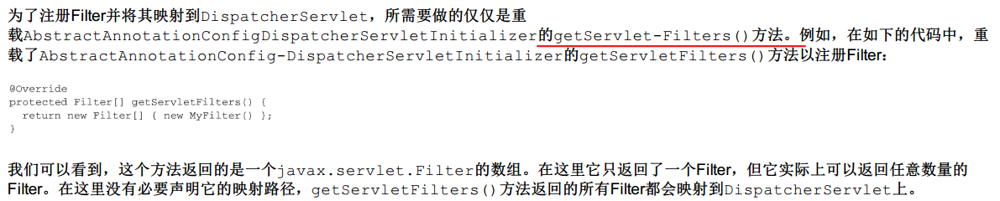 为了注册Filter并将其映射到DispatcherServlet，所需要做的仅仅是重
载AbstractAnnotationConfigDispatcherServletInitializer的getServlet-Filters()方法。例如，在如下的代码中，重
载了AbstractAnnotationConfig-DispatcherServletInitializer的getServletFilters()方法以注册Filter：
@Override
protected Filter[] getServletFilters() {
  return new Filter[] { new MyFilter() };
}
我们可以看到，这个方法返回的是一个javax.servlet.Filter的数组。在这里它只返回了一个Filter，但它实际上可以返回任意数量的
Filter。在这里没有必要声明它的映射路径，getServletFilters()方法返回的所有Filter都会映射到DispatcherServlet上。